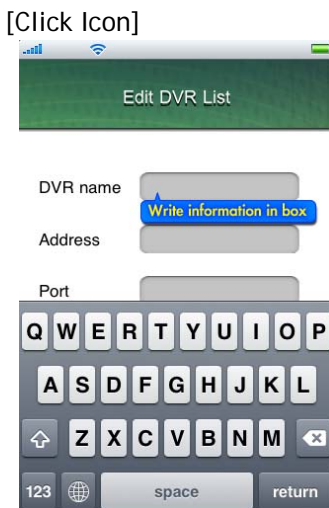 [Click Icon]
Edit DVR List
DVR name
Write information in box
Address
Port
Q W E R T Y U I O P
A S D F G H J K L
Z X C V B N M
123 space return